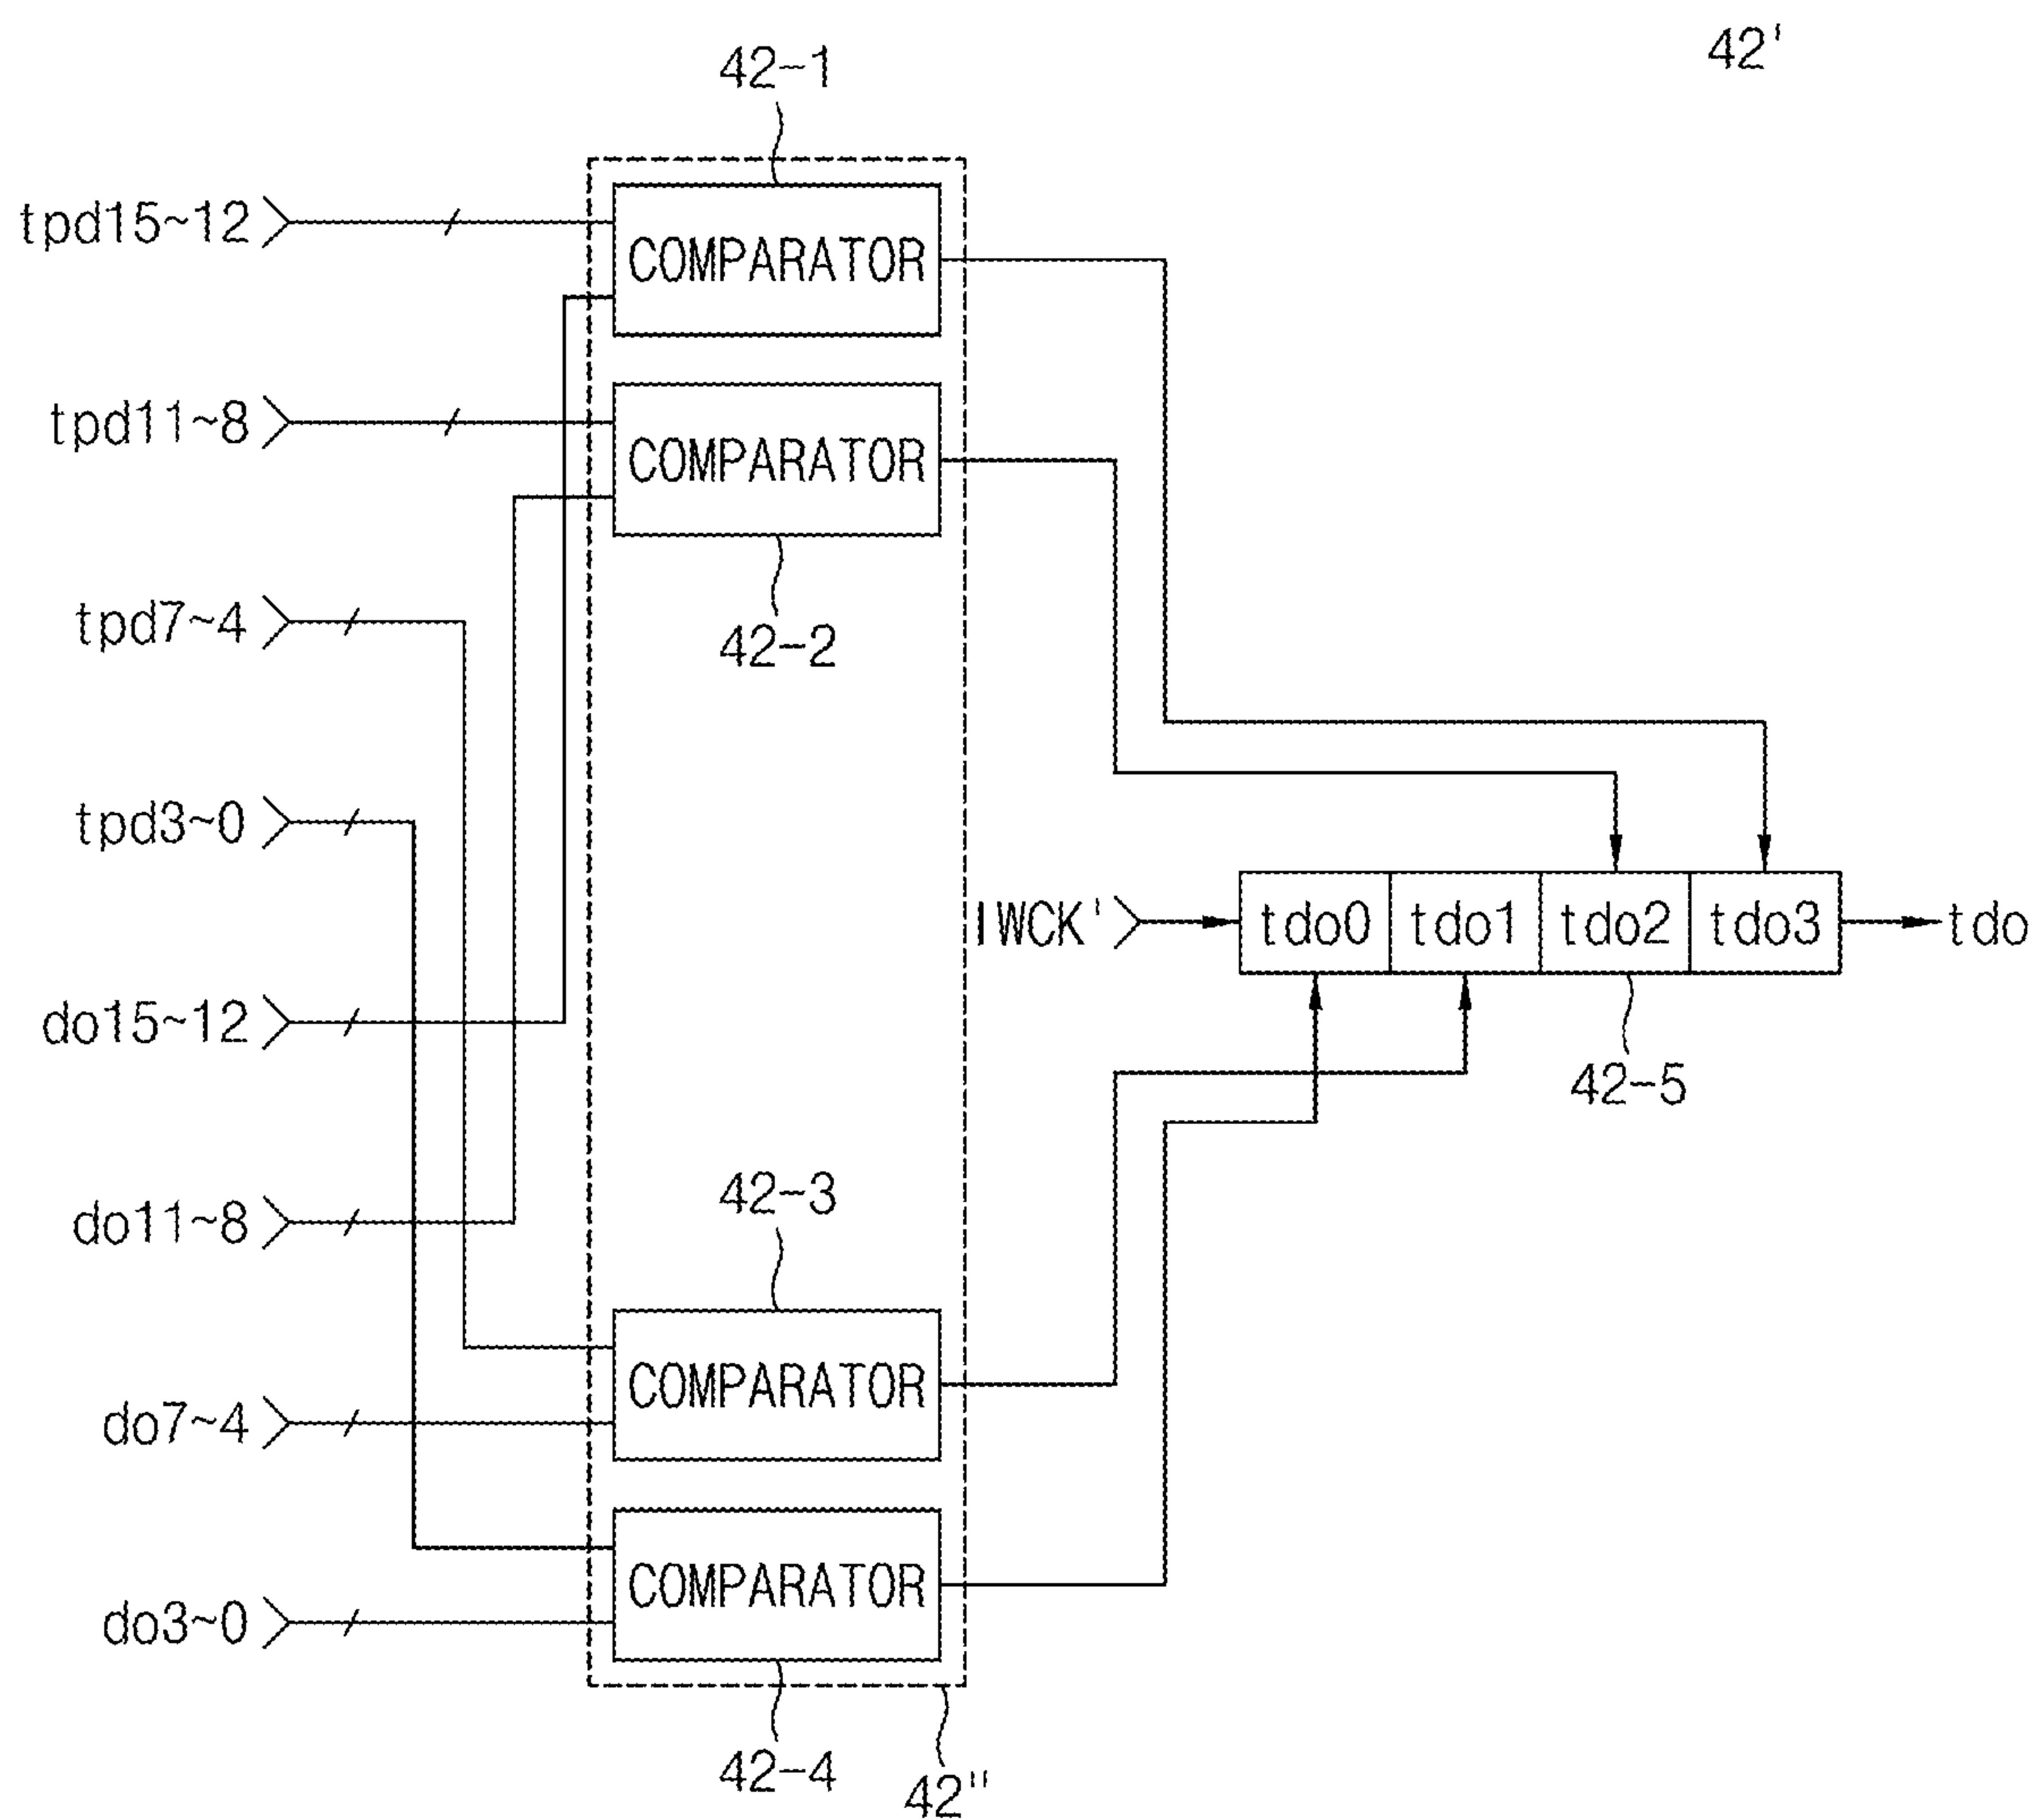 42'
42-1
tpd15~12
COMPARATOR
tpd11~8
COMPARATOR
tpd7~4
42-2
tpd3~0
IWCK'
tdo0
tdo1
tdo2
tdo3
tdo
do15~12
42-5
do11~8
42-3
do7~4
COMPARATOR
COMPARATOR
do3~0
42-4
42"